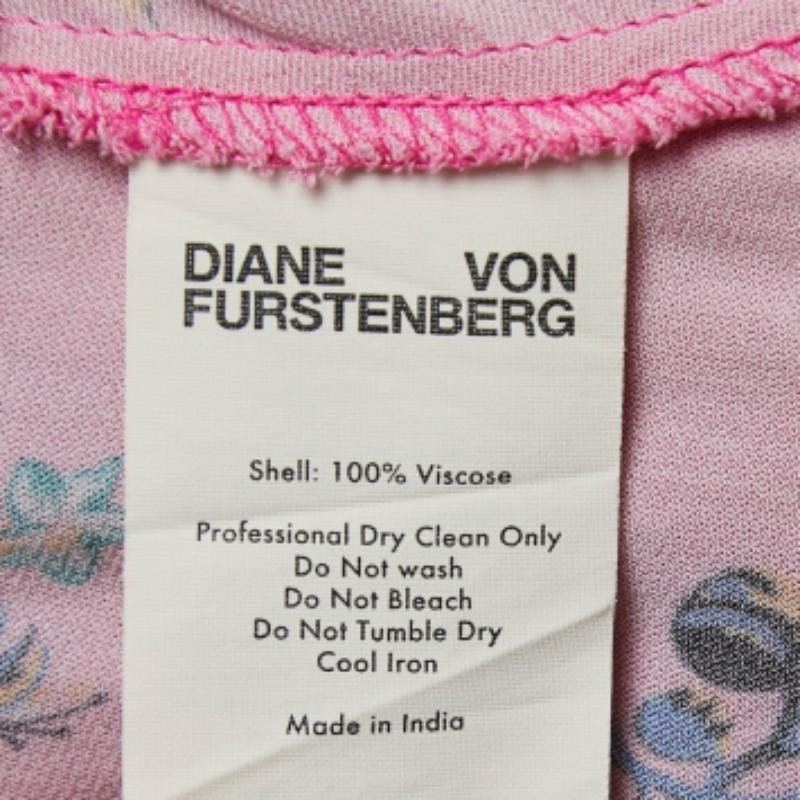 DIANE VON
FURSTENBERG
Shell: 100% Viscose
Professional Dry Clean Only
Do Not wash
Do Not Bleach
Do Not Tumble Dry
Cool Iron
Made in India